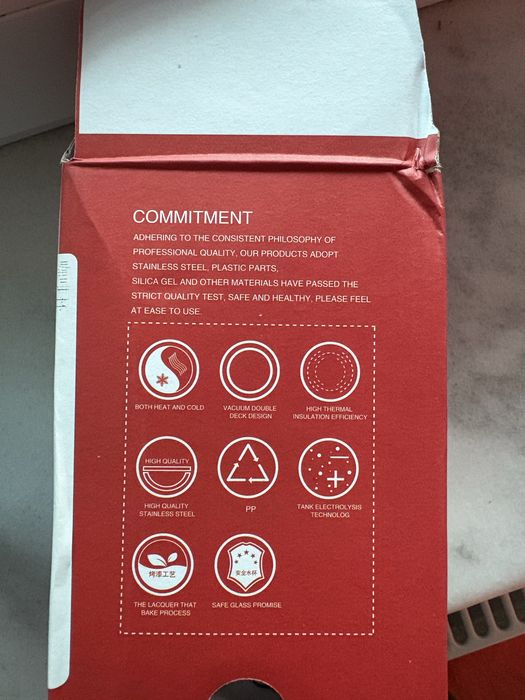 COMMITMENT
ADHERING TO THE CONSISTENT PHILOSOPHY OF
PROFESSIONAL QUALITY, OUR PRODUCTS ADOPT
STAINLESS STEEL, PLASTIC PARTS,
SILICA GEL AND OTHER MATERIALS HAVE PASSED THE
STRICT QUALITY TEST, SAFE AND HEALTHY, PLEASE FEEL
AT EASE TO USE.
BOTH HEAT AND COLD
VACUUM DOUBLE
DECK DESIGN
HIGH THERMAL
INSULATION EFFICIENCY
HIGH QUALITY
HIGH QUALITY
STAINLESS STEEL
PP
TANK ELECTROLYSIS
TECHNOLOG
烤漆工艺
THE LACQUER THAT
BAKE PROCESS
安全水杯
SAFE GLASS PROMISE